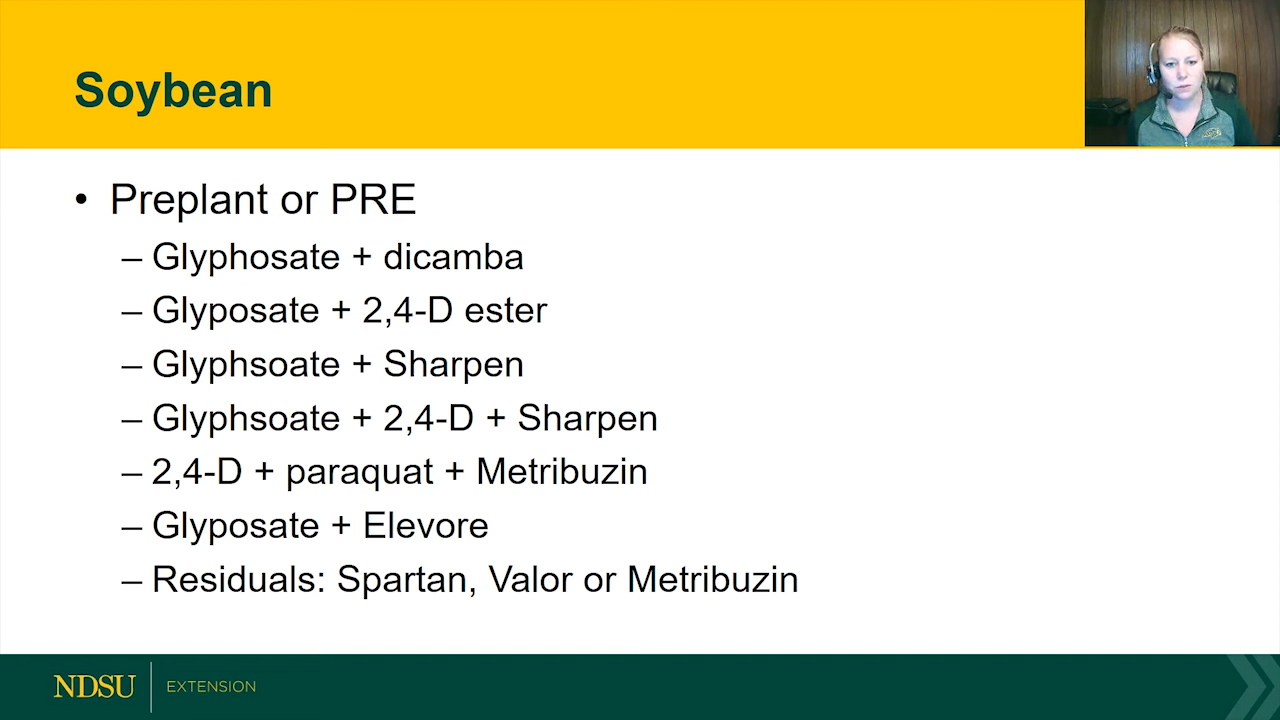 Soybean
• Preplant or PRE
– Glyphosate + dicamba
– Glyposate + 2,4-D ester
– Glyphsoate + Sharpen
– Glyphsoate + 2,4-D + Sharpen
– 2,4-D + paraquat + Metribuzin
– Glyposate + Elevore
– Residuals: Spartan, Valor or Metribuzin
NDSU EXTENSION